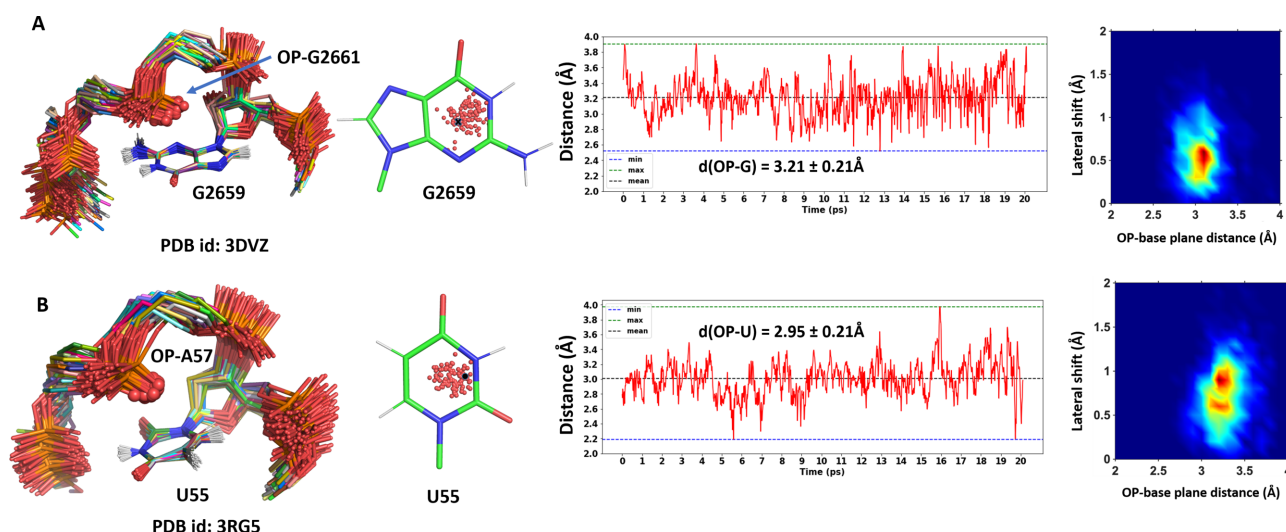 A
OP-G2661
G2659
PDB id: 3DVZ
G2659
Distance (Å)
4.0
3.8
3.6
3.4
3.2
3.0
2.8
2.6
2.4
2.2
2.0
min
max
mean
d(OP-G) = 3.21 ± 0.21Å
0 1 2 3 4 5 6 7 8 9 10 11 12 13 14 15 16 17 18 19 20
Time (ps)
Lateral shift (Å)
2
1.5
1
0.5
0
2 2.5 3 3.5 4
OP-base plane distance (Å)
B
OP-A57
U55
PDB id: 3RG5
U55
Distance (Å)
4.0
3.8
3.6
3.4
3.2
3.0
2.8
2.6
2.4
2.2
2.0
min
max
mean
d(OP-U) = 2.95 ± 0.21Å
0 1 2 3 4 5 6 7 8 9 10 11 12 13 14 15 16 17 18 19 20
Time (ps)
Lateral shift (Å)
2
1.5
1
0.5
0
2 2.5 3 3.5 4
OP-base plane distance (Å)